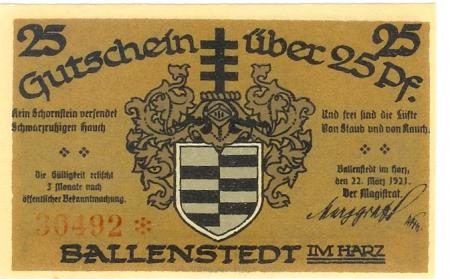 25
25
Gutschein über 25 Pf.
Kein Schornstein versendet
Schwarzrußigen Hauch
Und frei sind die Lüfte
Von Staub und von Rauch.
Die Gültigkeit erlischt
3 Monate nach
öffentlicher Bekanntmachung.
Ballenstedt im Harz,
den 22. März 1921.
Der Magistrat.
30492 *
BALLENSTEDT IM HARZ